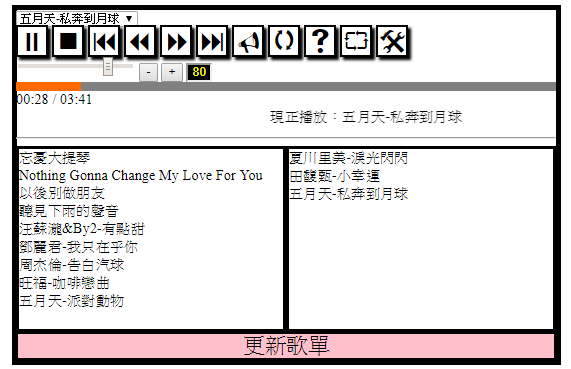 五月天-私奔到月球
?
-
+
80
00:28 / 03:41
現正播放：五月天-私奔到月球
忘憂大提琴
Nothing Gonna Change My Love For You
以後別做朋友
聽見下雨的聲音
汪蘇瀧&By2-有點甜
鄧麗君-我只在乎你
周杰倫-告白汽球
旺福-咖啡戀曲
五月天-派對動物
夏川里美-淚光閃閃
田馥甄-小幸運
五月天-私奔到月球
更新歌單